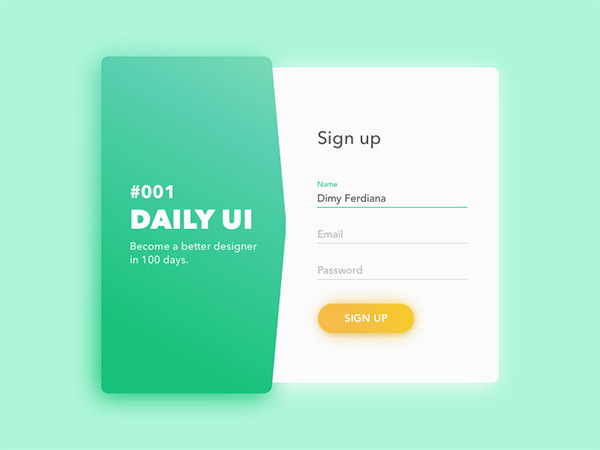 #001
DAILY UI
Become a better designer
in 100 days.
Sign up
Name
Dimy Ferdiana
Email
Password
SIGN UP